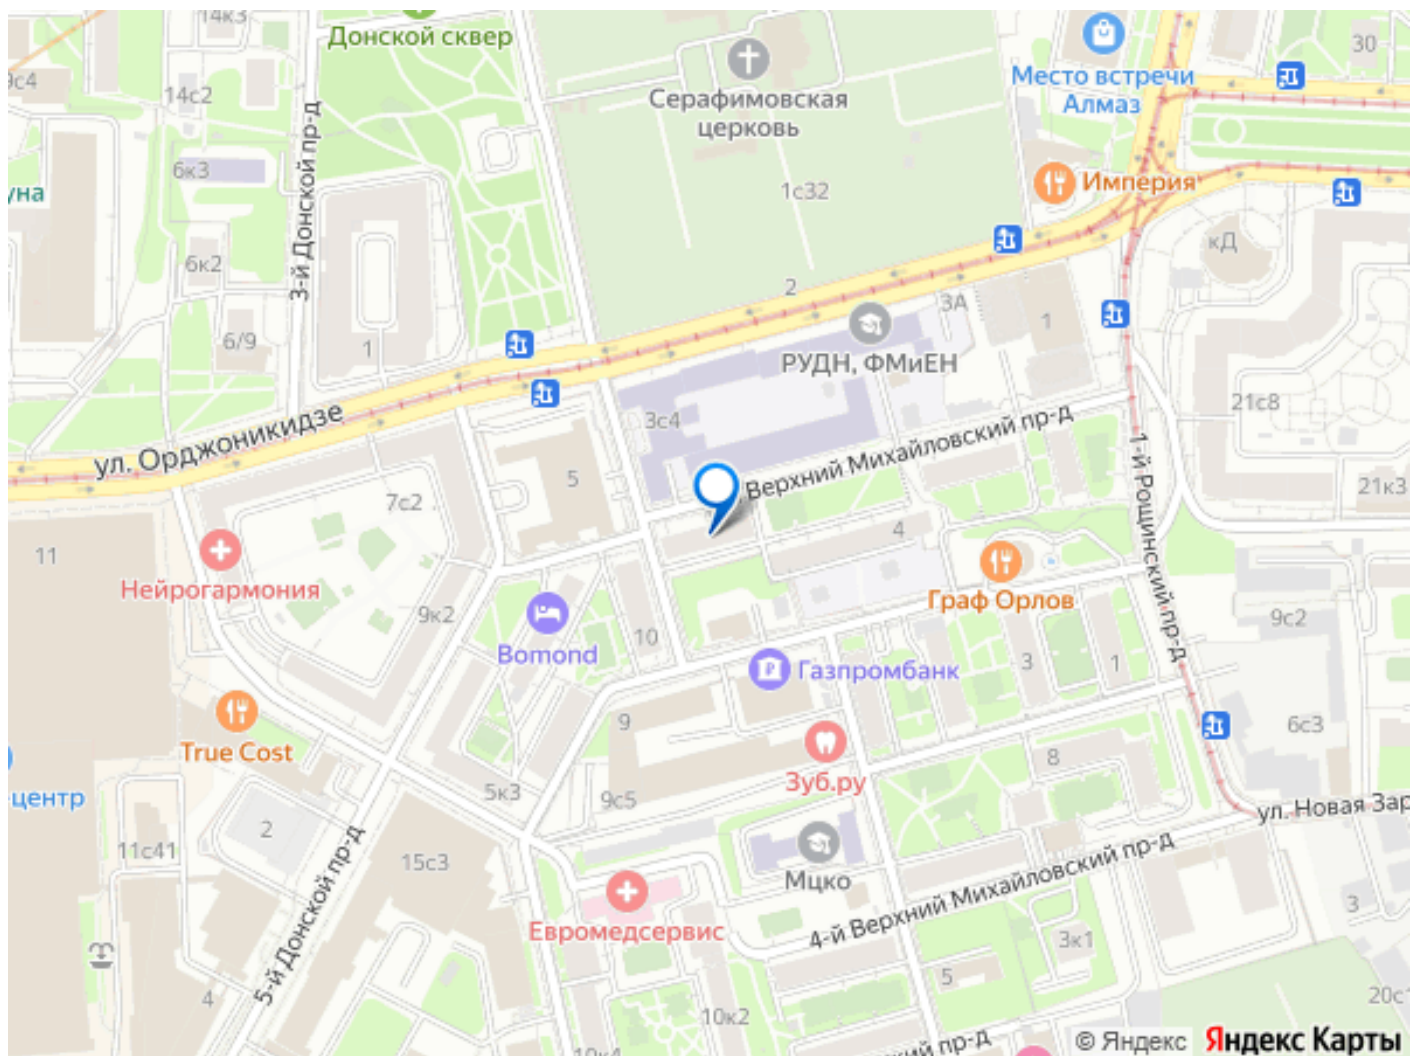 14к3
Донской сквер
30
9с4
14с2
Место встречи
Алмаз
Серафимовская
церковь
3-й Донской пр-д
6к3
уна
1с32
Империя
кД
6к2
2
3А
6/9
1
1
РУДН, ФМиЕН
21с8
3с4
ул. Орджоникидзе
Верхний Михайловский пр-д
1-й Рощинский пр-д
5
7с2
21к3
11
4
Нейрогармония
Граф Орлов
9к2
10
9с2
Bomond
Газпромбанк
3
1
9
True Cost
Зуб.ру
8
6с3
-центр
5к3
9с5
ул. Новая Зар
2
11с41
15с3
Мцко
4-й Верхний Михайловский пр-д
5-й Донской пр-д
Евромедсервис
3
3к1
5
4
20с1
10к2
10к4
й пр-д
© Яндекс Яндекс Карты